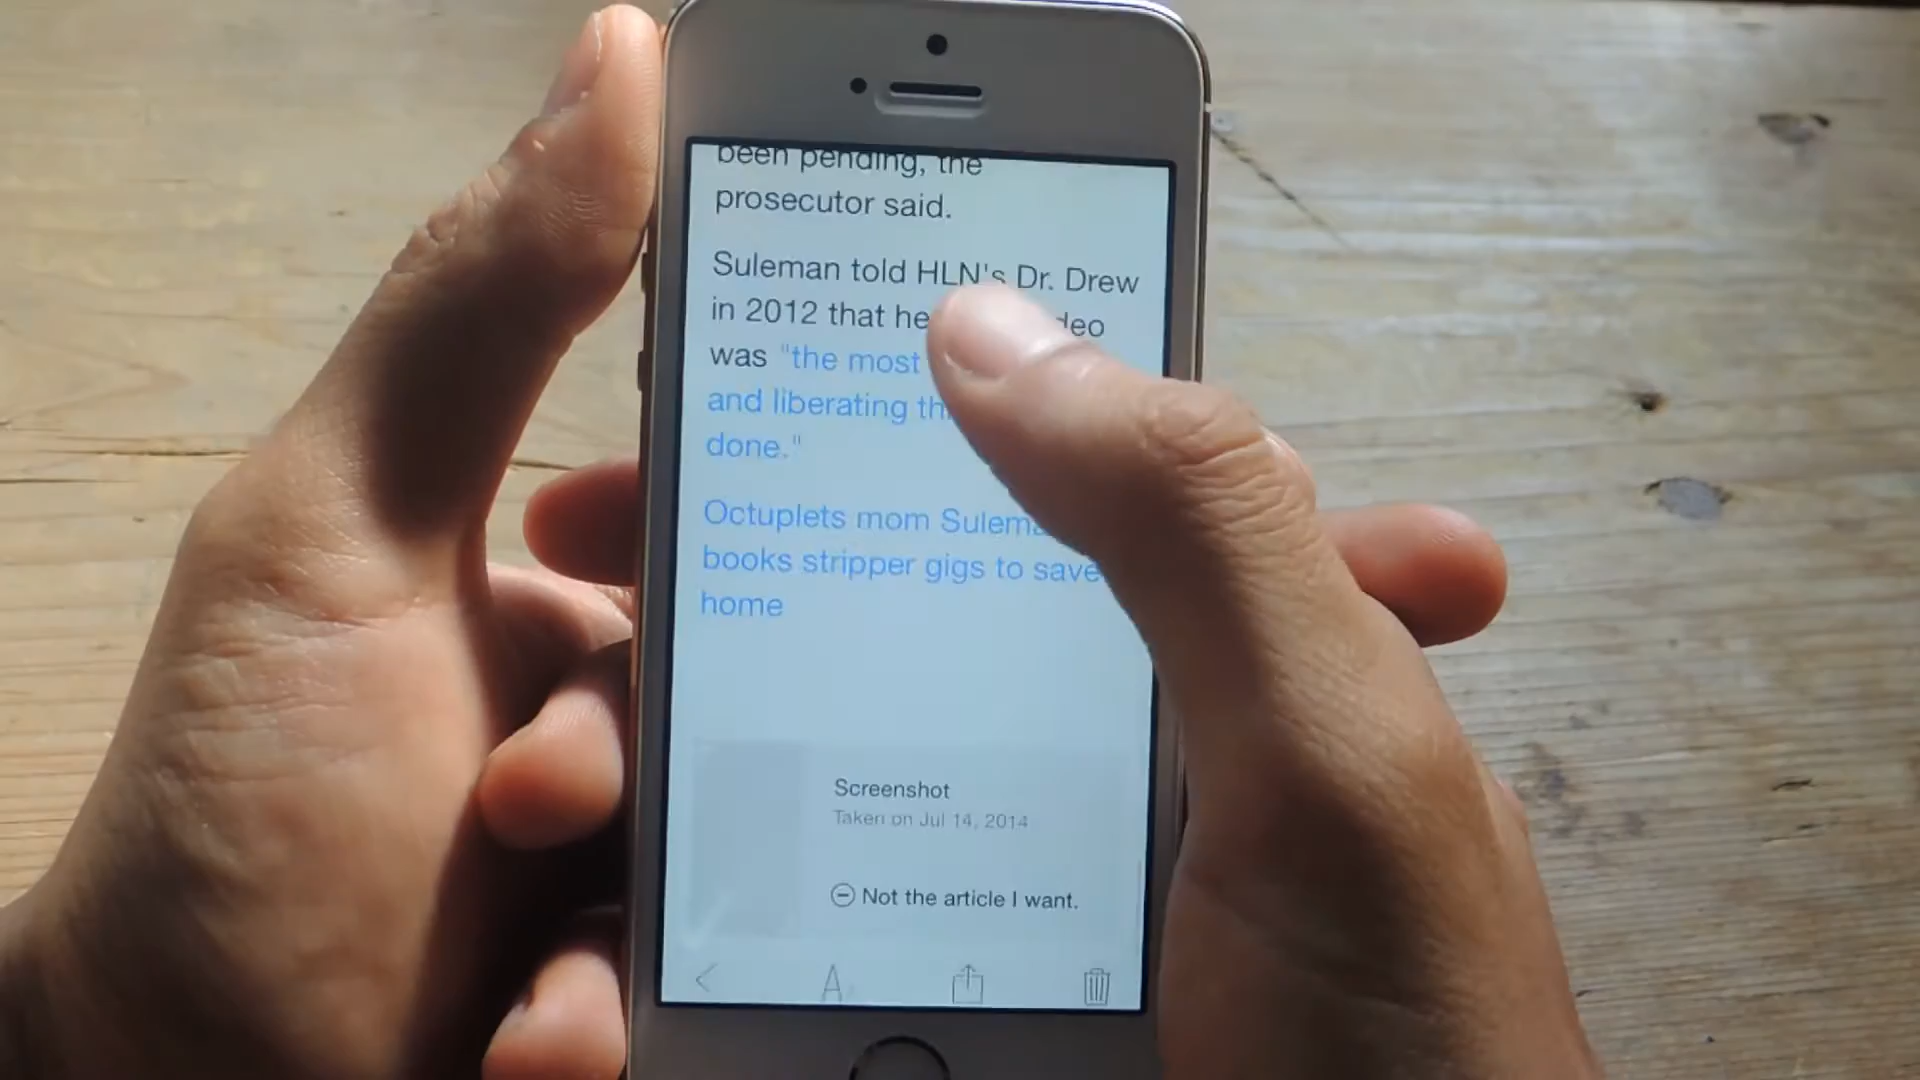 been pending, the
prosecutor said.
Suleman told HLN's Dr. Drew
in 2012 that he
was "the most
and liberating
done."
Octuplets mom
books stripper gigs to save
home
Screenshot
Taken on Jul 14, 2014
Not the article I want.
A